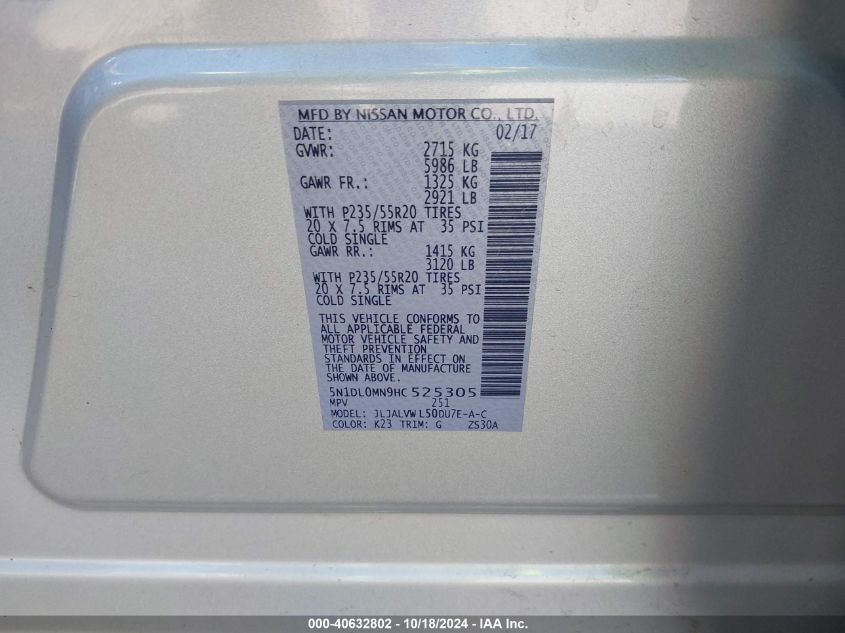 MFD BY NISSAN MOTOR CO., LTD.
DATE: 02/17
GVWR: 2715 KG
5986 LB
GAWR FR.: 1325 KG
2921 LB
WITH P235/55R20 TIRES
20 X 7.5 RIMS AT 35 PSI
COLD SINGLE
GAWR RR.: 1415 KG
3120 LB
WITH P235/55R20 TIRES
20 X 7.5 RIMS AT 35 PSI
COLD SINGLE
THIS VEHICLE CONFORMS TO
ALL APPLICABLE FEDERAL
MOTOR VEHICLE SAFETY AND
THEFT PREVENTION
STANDARDS IN EFFECT ON
THE DATE OF MANUFACTURE
SHOWN ABOVE.
5N1DL0MN9HC525305
MPV 251
MODEL: JLJALVWL50DU7E-A-C
COLOR: K23 TRIM: G ZS30A
000-40632802 - 10/18/2024 - IAA Inc.